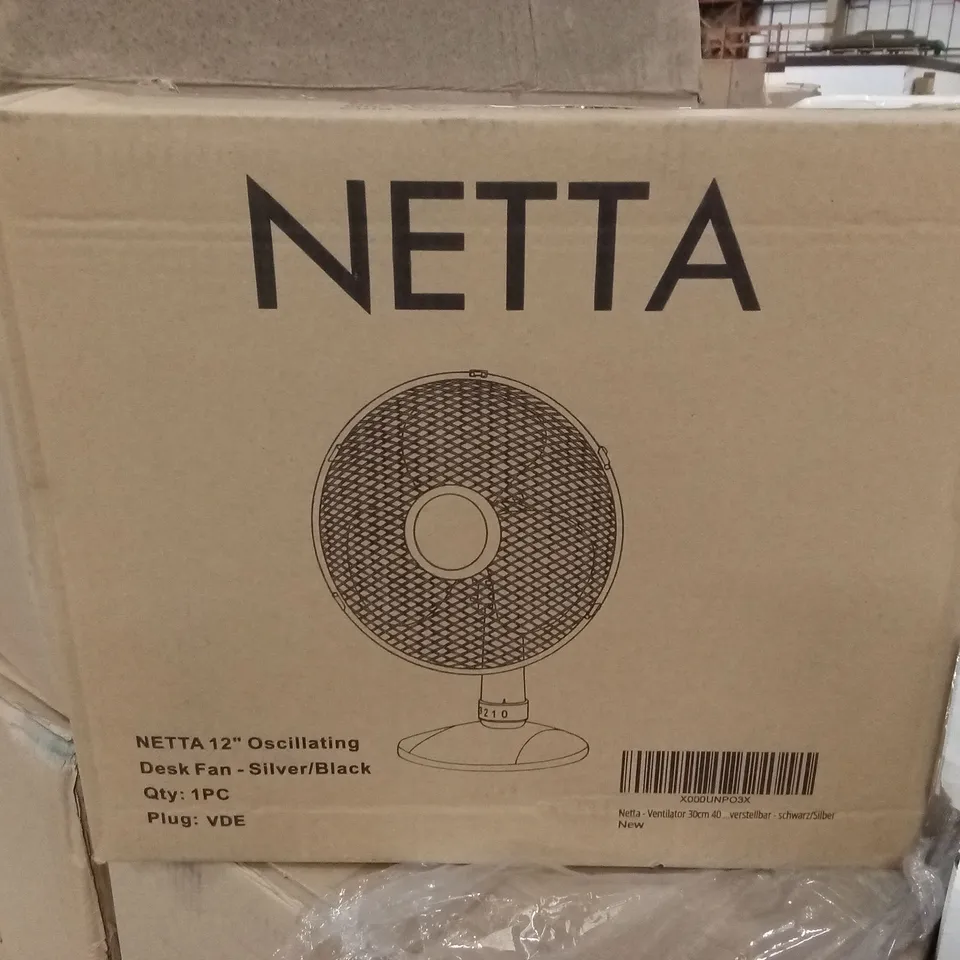 NETTA
3210
NETTA 12" Oscillating
Desk Fan - Silver/Black
Qty: 1PC
Plug: VDE
X000UNPO3X
Netta - Ventilator 30cm 40 ...verstellbar - schwarz/Silber
New